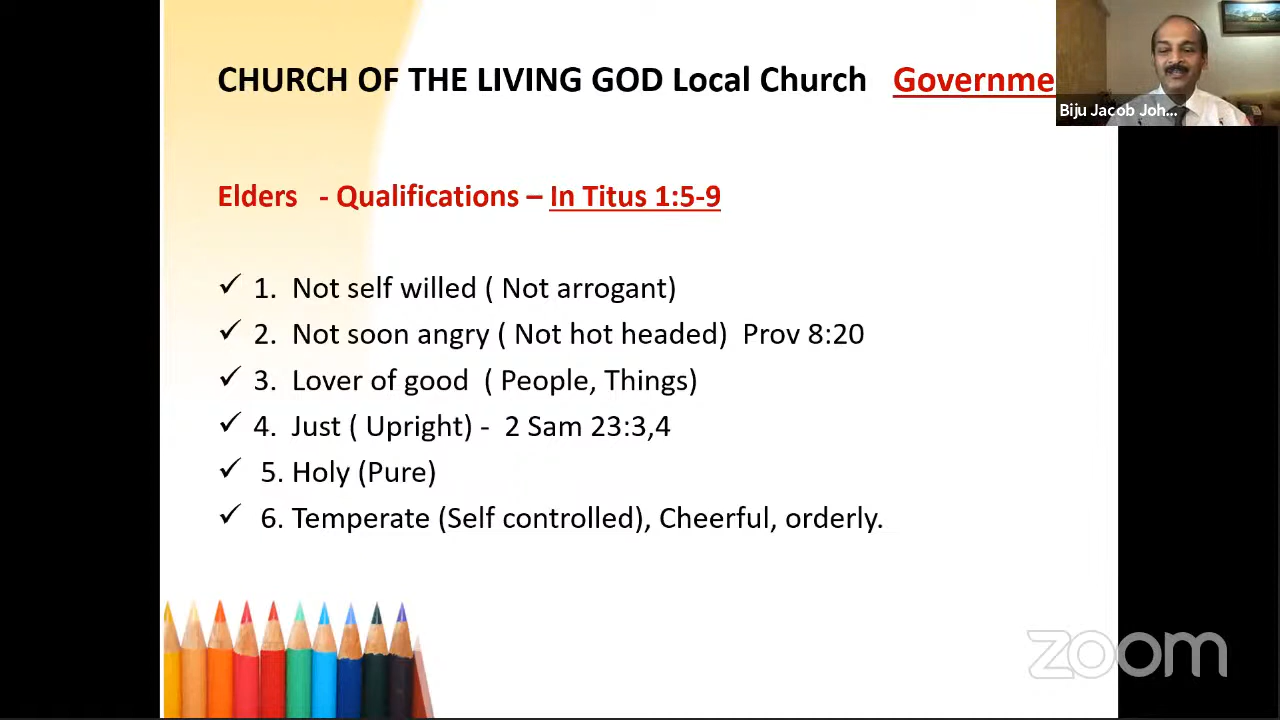 CHURCH OF THE LIVING GOD Local Church Governme
Biju Jacob Joh...
Elders - Qualifications – In Titus 1:5-9
✓ 1. Not self willed ( Not arrogant)
✓ 2. Not soon angry ( Not hot headed) Prov 8:20
✓ 3. Lover of good ( People, Things)
✓ 4. Just ( Upright) - 2 Sam 23:3,4
✓ 5. Holy (Pure)
✓ 6. Temperate (Self controlled), Cheerful, orderly.
zoom